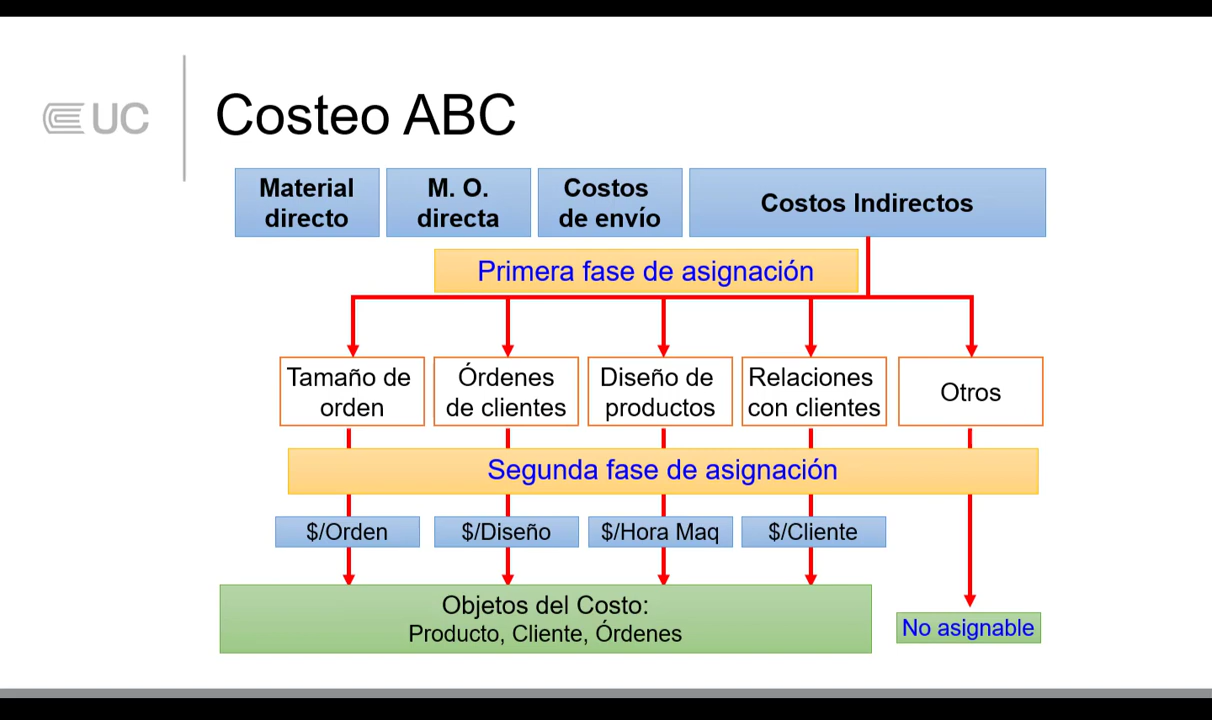 UC
Costeo ABC
Material
directo
M. O.
directa
Costos
de envío
Costos Indirectos
Primera fase de asignación
Tamaño de
orden
Órdenes
de clientes
Diseño de
productos
Relaciones
con clientes
Otros
Segunda fase de asignación
$/Orden
$/Diseño
$/Hora Maq
$/Cliente
Objetos del Costo:
Producto, Cliente, Órdenes
No asignable